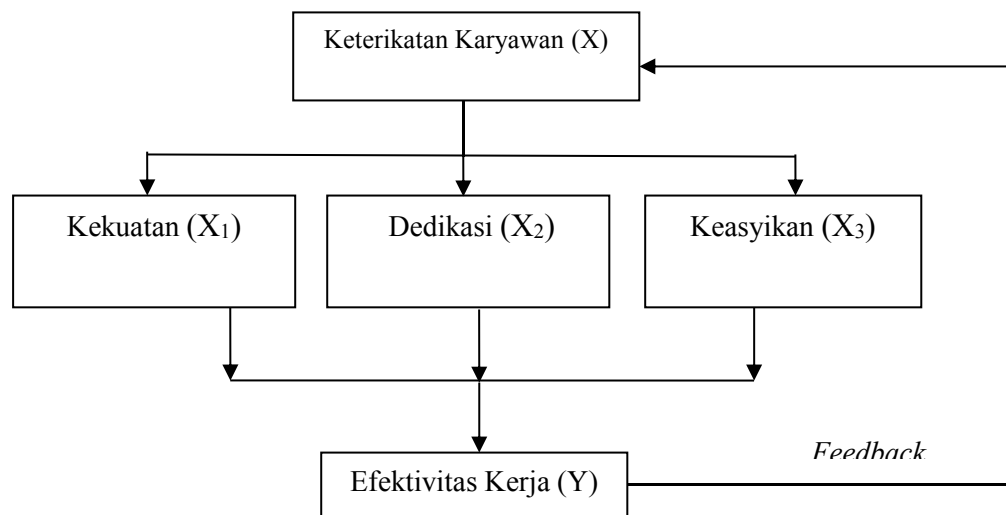 Keterikatan Karyawan (X)
Kekuatan (X₁)
Dedikasi (X₂)
Keasyikan (X₃)
Feedback
Efektivitas Kerja (Y)